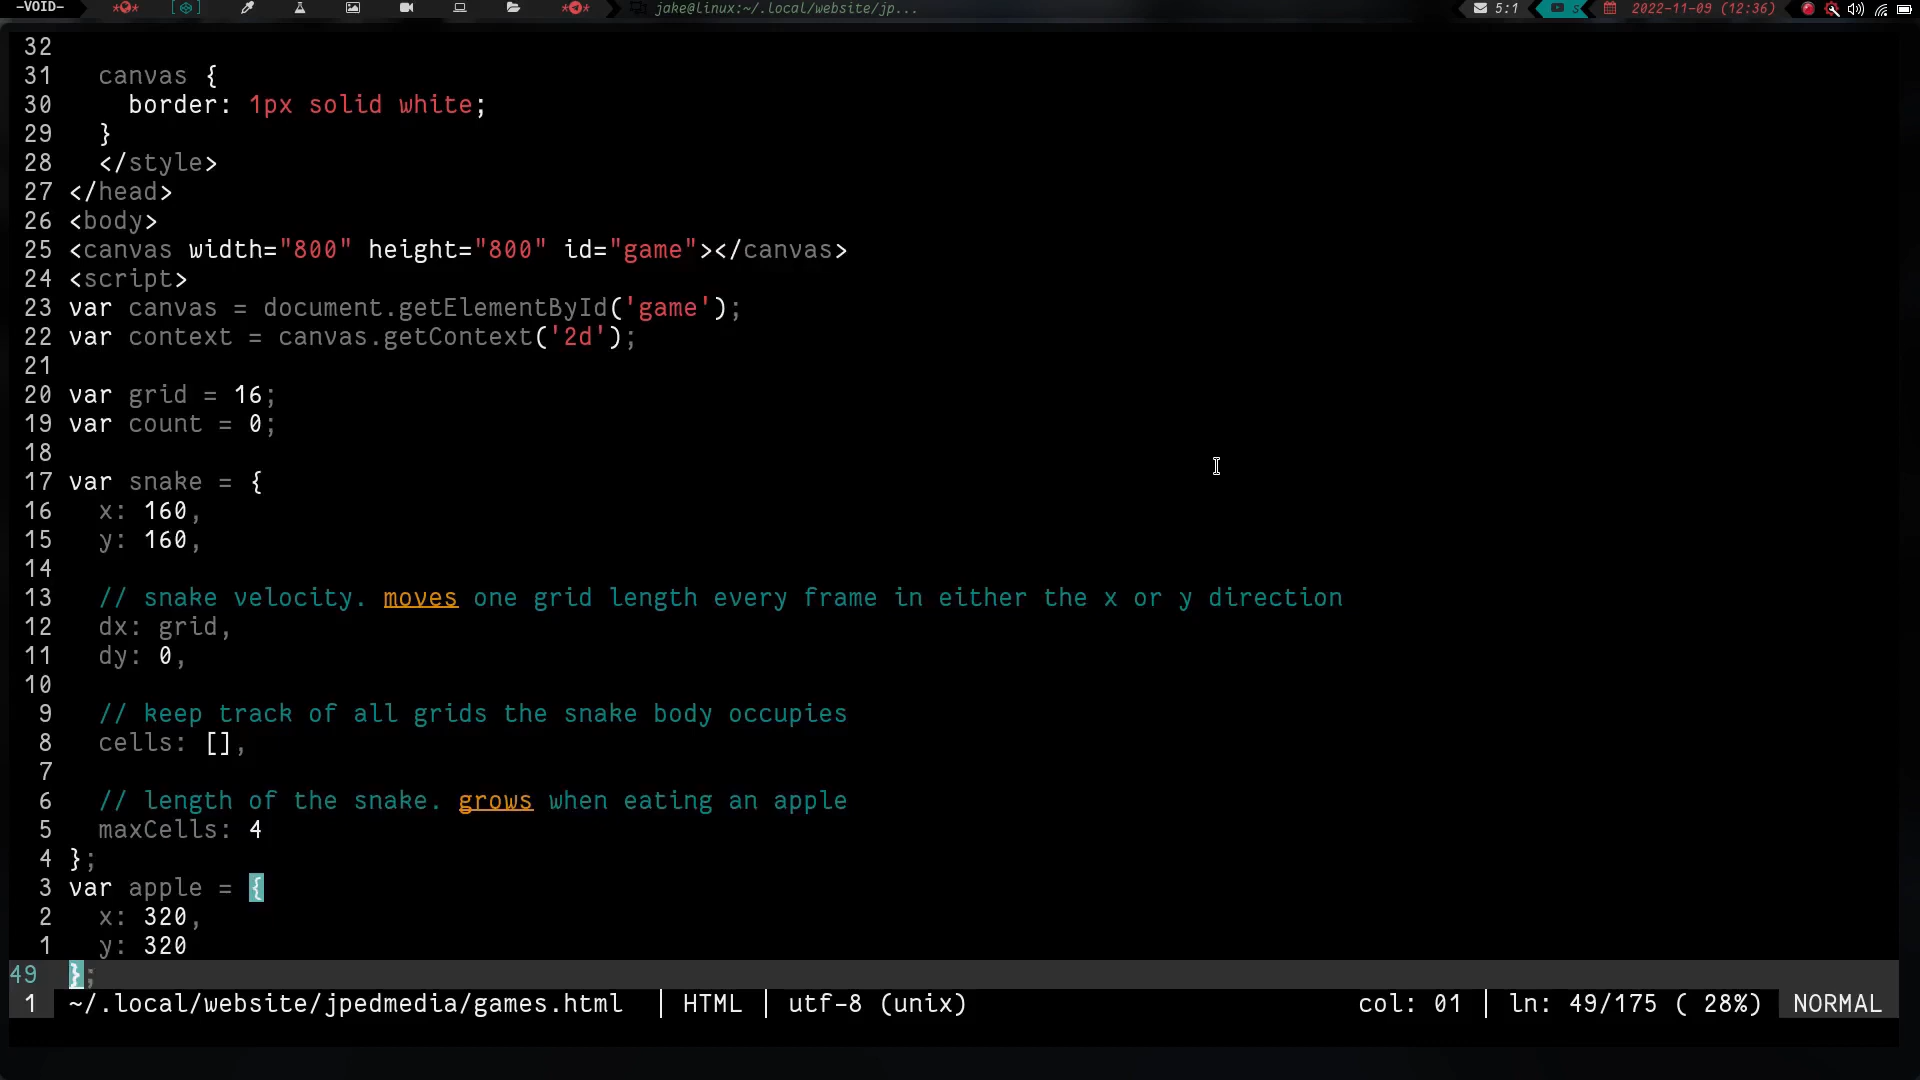 -VOID-
jake@linux:~/.local/website/jp...
5:1
s
2022-11-09 (12:36)
32
31   canvas {
30     border: 1px solid white;
29   }
28   </style>
27 </head>
26 <body>
25 <canvas width="800" height="800" id="game"></canvas>
24 <script>
23 var canvas = document.getElementById('game');
22 var context = canvas.getContext('2d');
21
20 var grid = 16;
19 var count = 0;
18
17 var snake = {
16   x: 160,
15   y: 160,
14
13   // snake velocity. moves one grid length every frame in either the x or y direction
12   dx: grid,
11   dy: 0,
10
9   // keep track of all grids the snake body occupies
8   cells: [],
7
6   // length of the snake. grows when eating an apple
5   maxCells: 4
4 };
3 var apple = {
2   x: 320,
1   y: 320
49 };
1 ~/.local/website/jpedmedia/games.html | HTML | utf-8 (unix) col: 01 | ln: 49/175 ( 28%) NORMAL